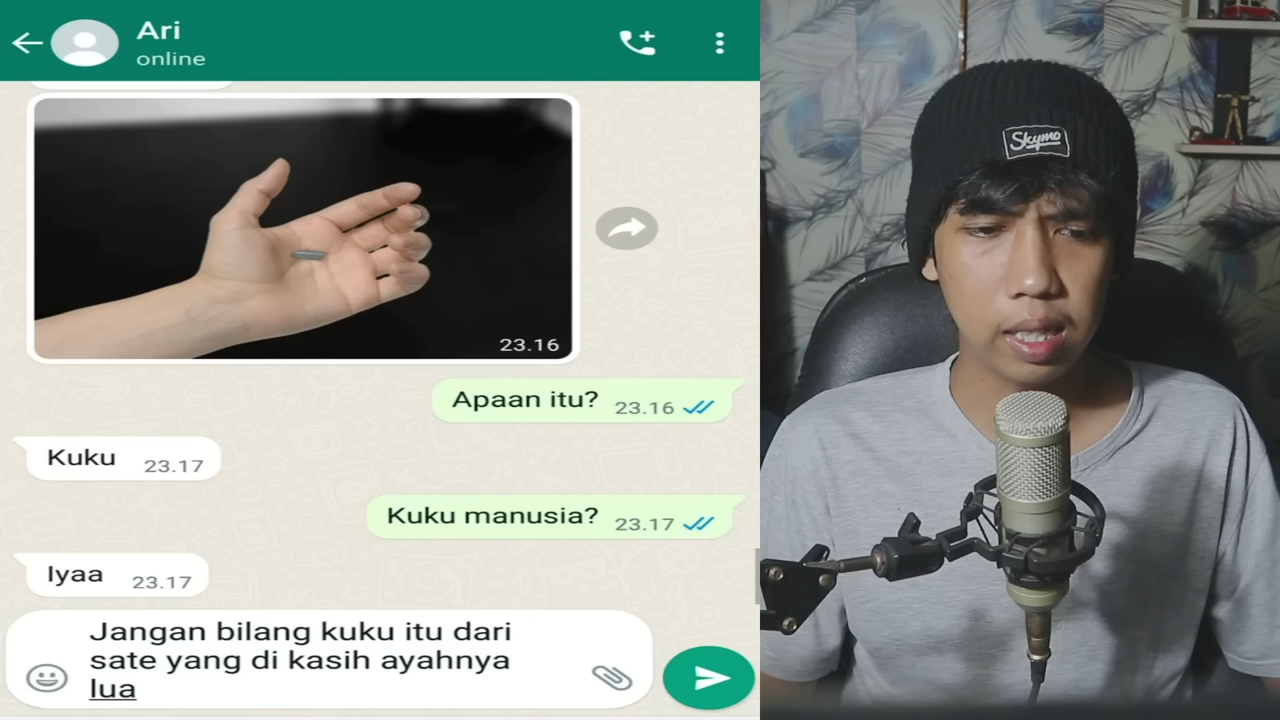 Ari
online
23.16
Apaan itu? 23.16
Kuku 23.17
Kuku manusia? 23.17
Iyaa 23.17
Jangan bilang kuku itu dari
sate yang di kasih ayahnya
lua
Skymo